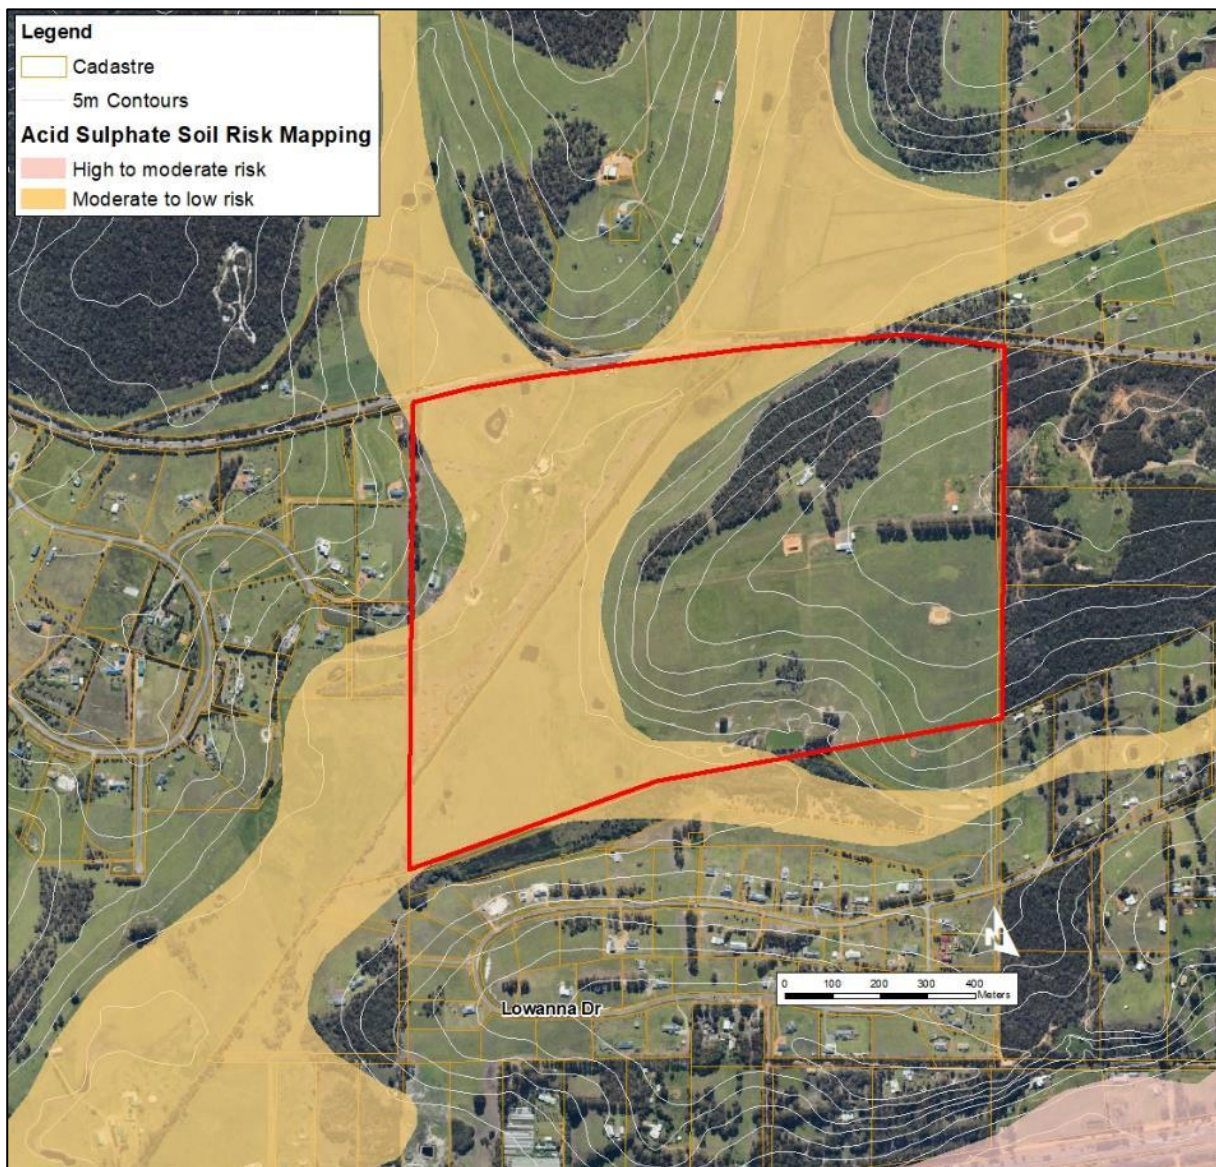 Legend
Cadastre
5m Contours
Acid Sulphate Soil Risk Mapping
High to moderate risk
Moderate to low risk
N
0 100 200 300 400
Meters
Lowanna Dr